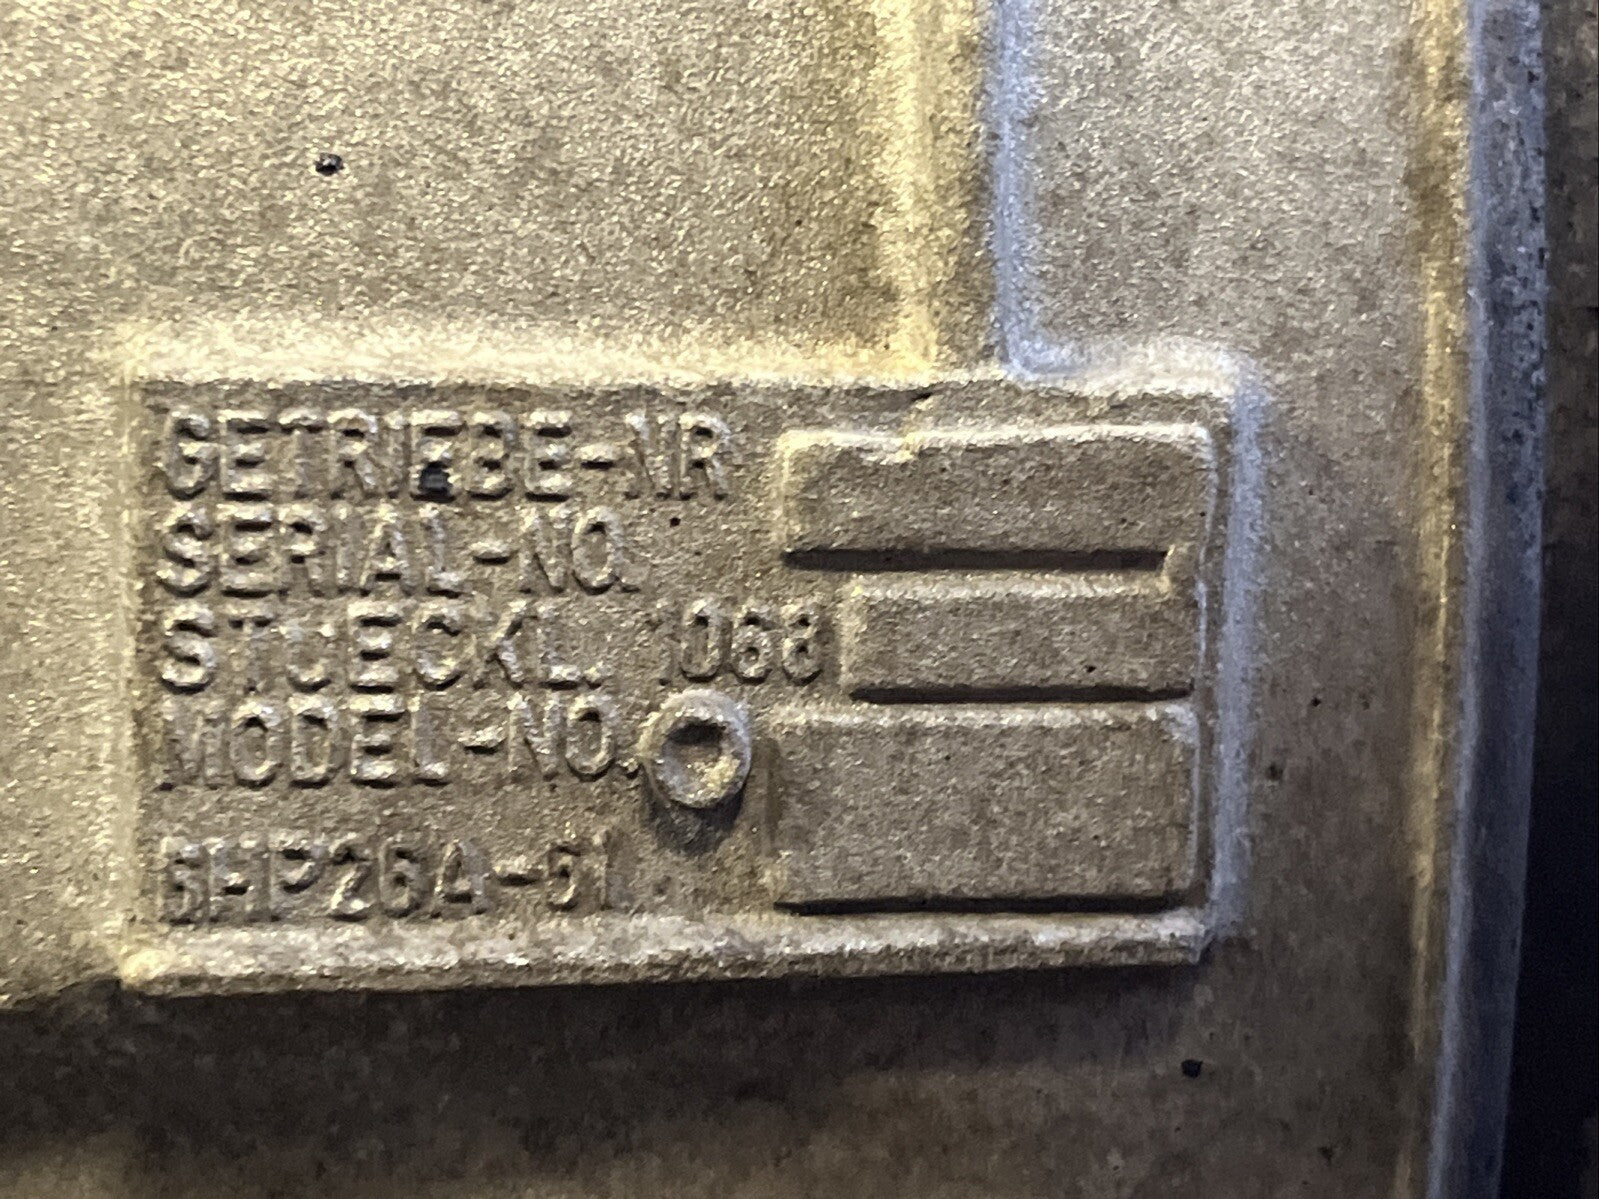 GETRIEBE-NR
SERIAL-NO.
STUECKL. 1068
MODEL-NO.
6HP26A-61